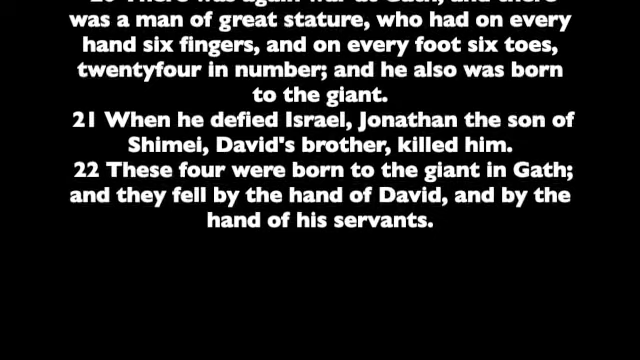 20 There was again war at Gath, and there
was a man of great stature, who had on every
hand six fingers, and on every foot six toes,
twentyfour in number; and he also was born
to the giant.
21 When he defied Israel, Jonathan the son of
Shimei, David's brother, killed him.
22 These four were born to the giant in Gath;
and they fell by the hand of David, and by the
hand of his servants.